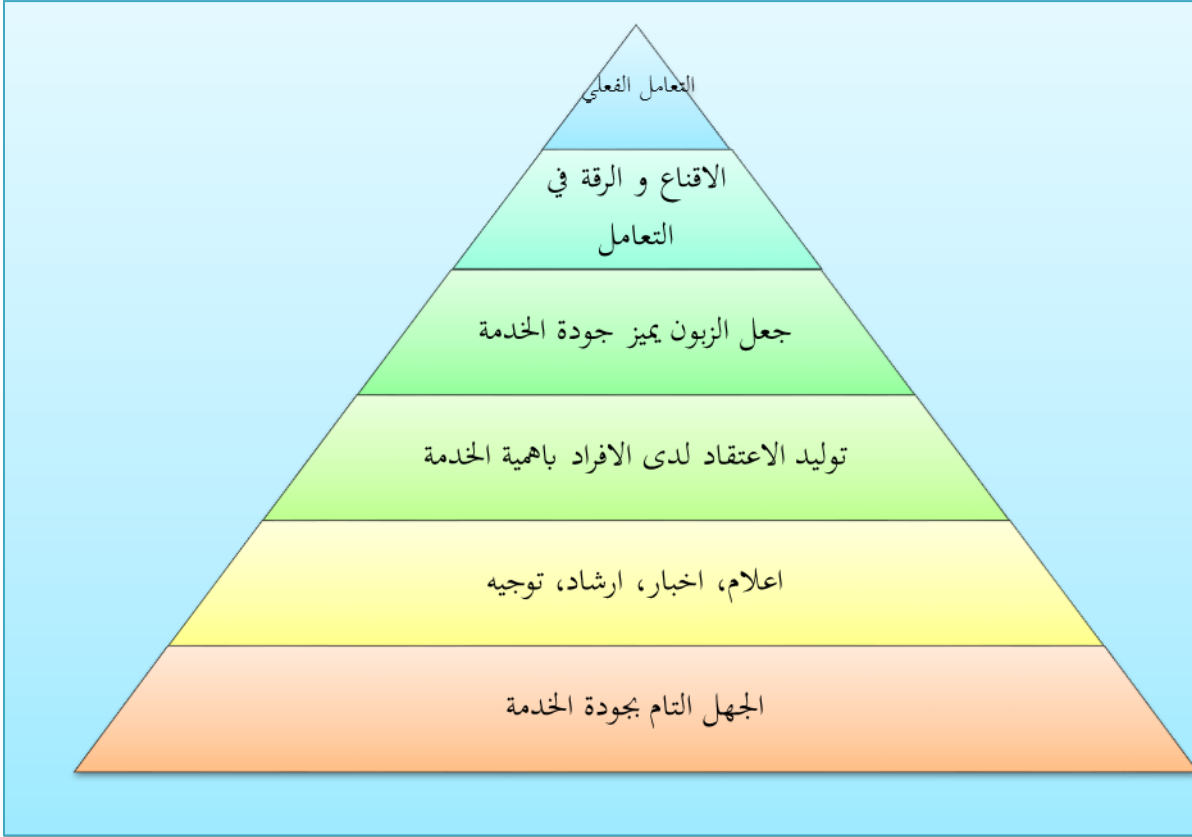 التعامل الفعلي
الاقناع و الرقة في
التعامل
جعل الزبون يميز جودة الخدمة
توليد الاعتقاد لدى الافراد باهمية الخدمة
اعلام، اخبار، ارشاد، توجيه
الجهل التام بجودة الخدمة